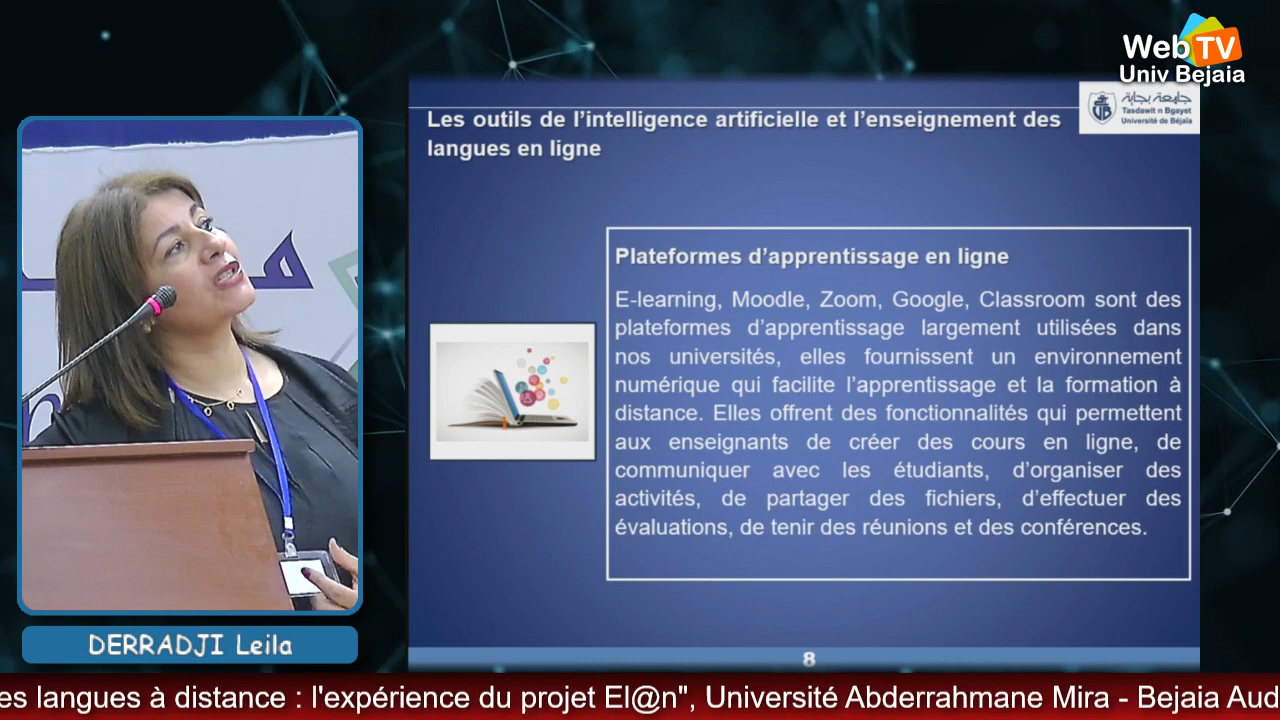 Web TV
Univ Bejaia
جامعة بجاية
Tasdawit n Bgayet
Université de Béjaïa
Les outils de l’intelligence artificielle et l’enseignement des
langues en ligne
Plateformes d’apprentissage en ligne
E-learning, Moodle, Zoom, Google, Classroom sont des
plateformes d’apprentissage largement utilisées dans
nos universités, elles fournissent un environnement
numérique qui facilite l’apprentissage et la formation à
distance. Elles offrent des fonctionnalités qui permettent
aux enseignants de créer des cours en ligne, de
communiquer avec les étudiants, d’organiser des
activités, de partager des fichiers, d’effectuer des
évaluations, de tenir des réunions et des conférences.
8
DERRADJI Leila
es langues à distance : l'expérience du projet El@n", Université Abderrahmane Mira - Bejaia Aud